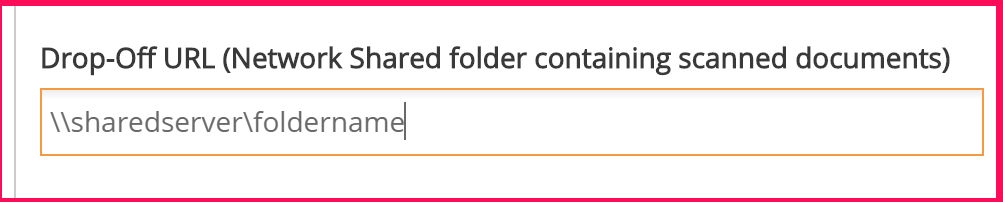 Drop-Off URL (Network Shared folder containing scanned documents)
\\sharedserver\foldername